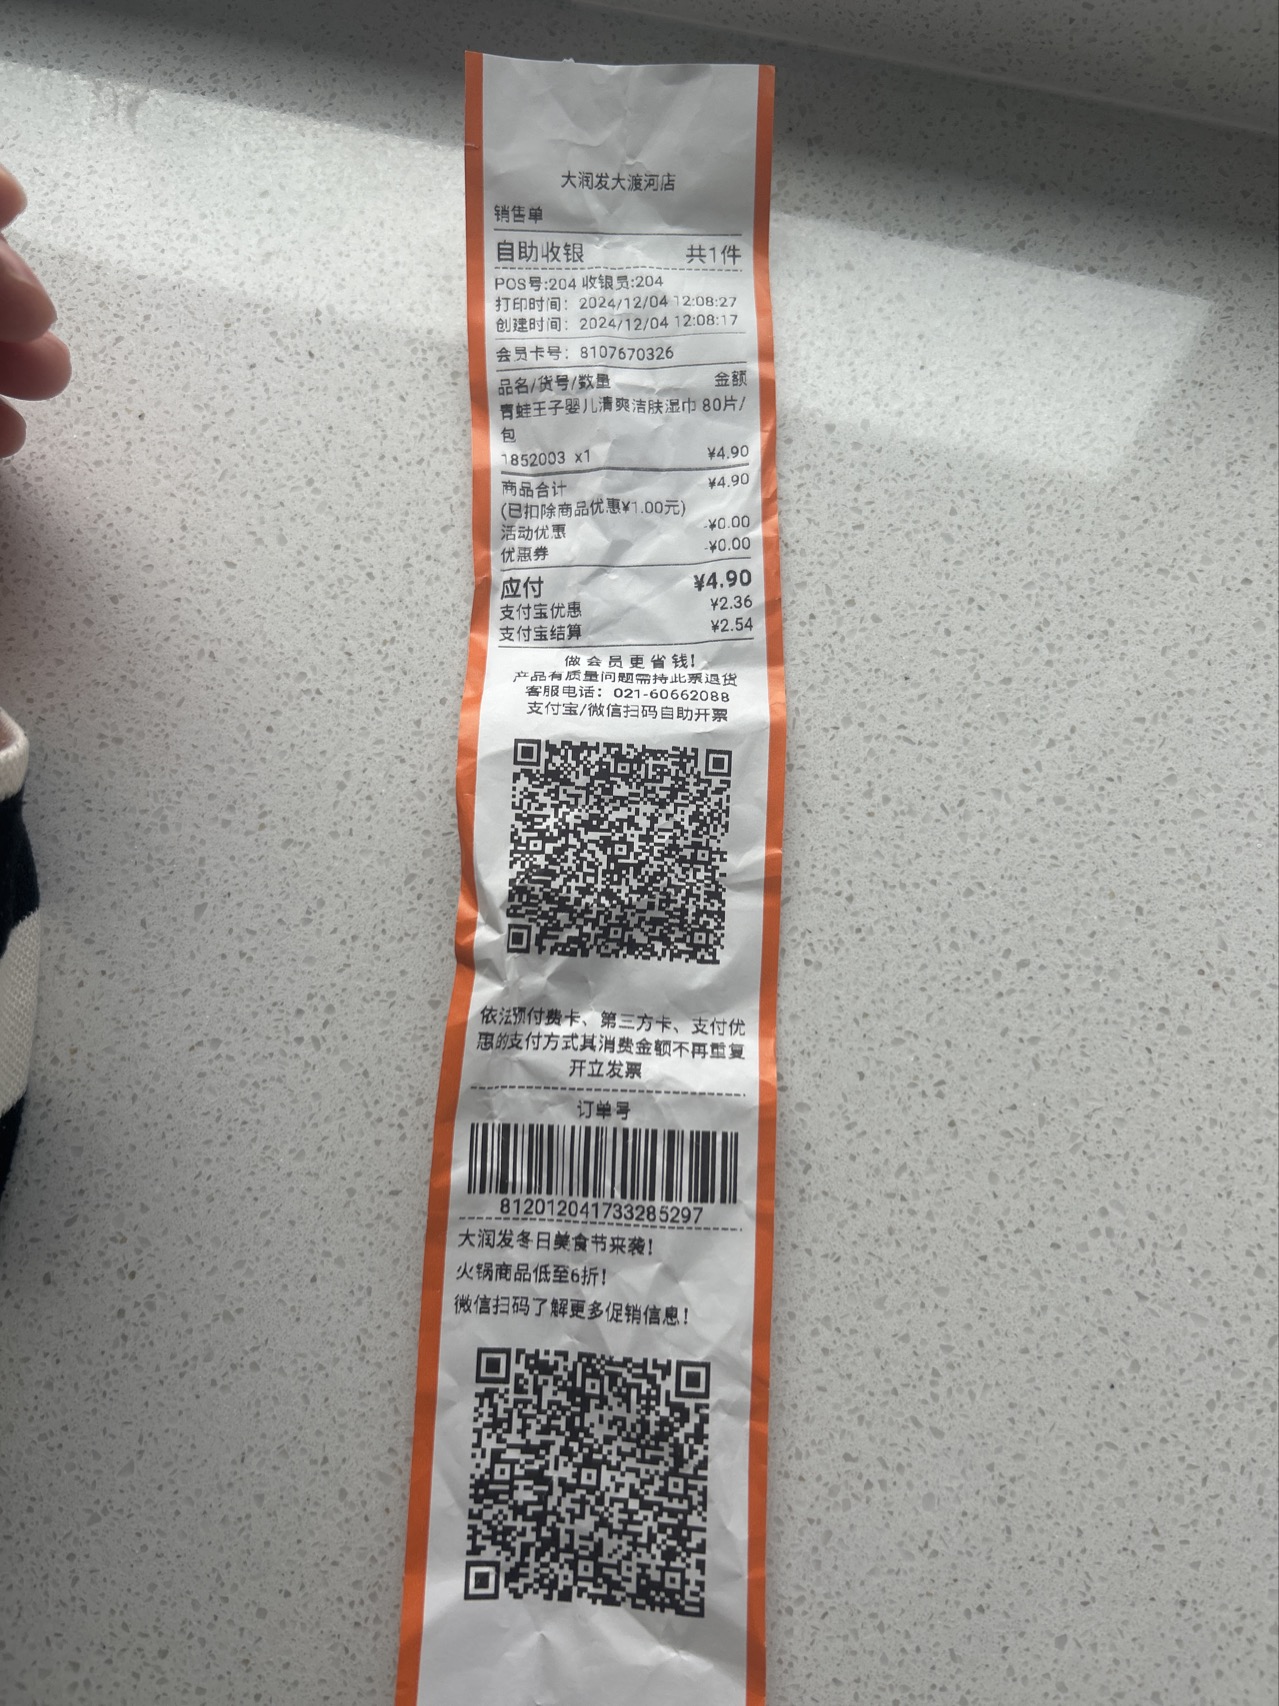 大润发大渡河店
销售单
自助收银 共1件
POS号:204 收银员:204
打印时间: 2024/12/04 12:08:27
创建时间: 2024/12/04 12:08:17
会员卡号: 8107670326
品名/货号/数量 金额
青蛙王子婴儿清爽洁肤湿巾 80片/
包
1852003 x1 ¥4.90
商品合计 ¥4.90
(已扣除商品优惠¥1.00元)
活动优惠 -¥0.00
优惠券 -¥0.00
应付 ¥4.90
支付宝优惠 ¥2.36
支付宝结算 ¥2.54
做会员更省钱!
产品有质量问题需持此票退货
客服电话: 021-60662088
支付宝/微信扫码自助开票
依法预付费卡、第三方卡、支付优
惠的支付方式其消费金额不再重复
开立发票
订单号
812012041733285297
大润发冬日美食节来袭!
火锅商品低至6折!
微信扫码了解更多促销信息!